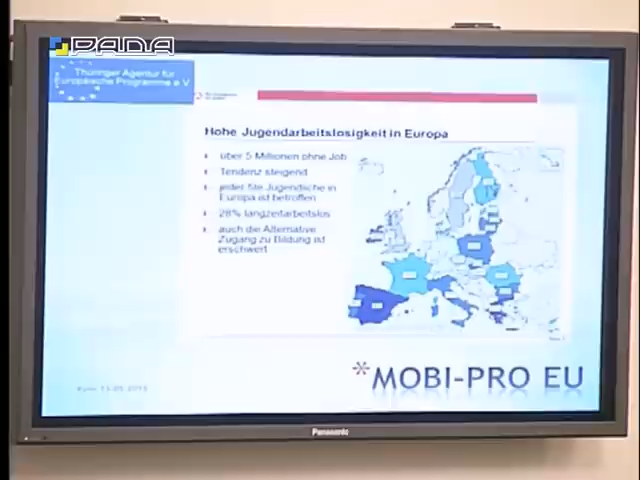 PADA
Thüringer Agentur für
Europäische Programme e.V
Hohe Jugendarbeitslosigkeit in Europa
über 5 Millionen ohne Job
Tendenz steigend
jeder 5te Jugendliche in
Europa ist betroffen
28% langzeitarbeitslos
auch die Alternative
Zugang zu Bildung ist
erschwert
*MOBI-PRO EU
Panasonic